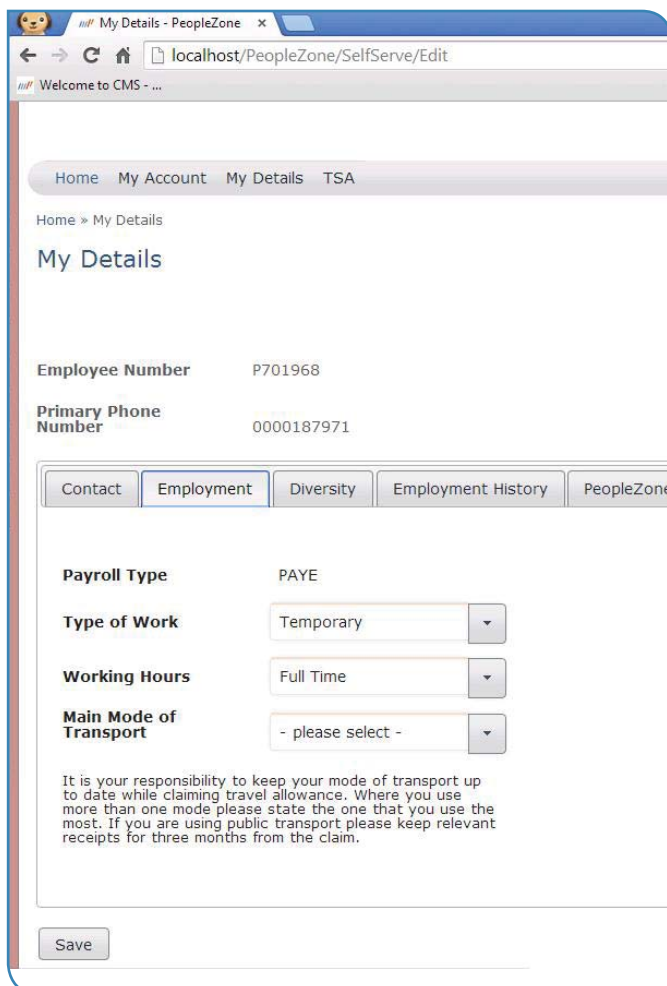 My Details - PeopleZone
localhost/PeopleZone/SelfServe/Edit
Welcome to CMS - ...
Home My Account My Details TSA
Home » My Details
My Details
Employee Number P701968
Primary Phone
Number 0000187971
Contact Employment Diversity Employment History PeopleZone
Payroll Type PAYE
Type of Work Temporary
Working Hours Full Time
Main Mode of
Transport - please select -
It is your responsibility to keep your mode of transport up
to date while claiming travel allowance. Where you use
more than one mode please state the one that you use the
most. If you are using public transport please keep relevant
receipts for three months from the claim.
Save